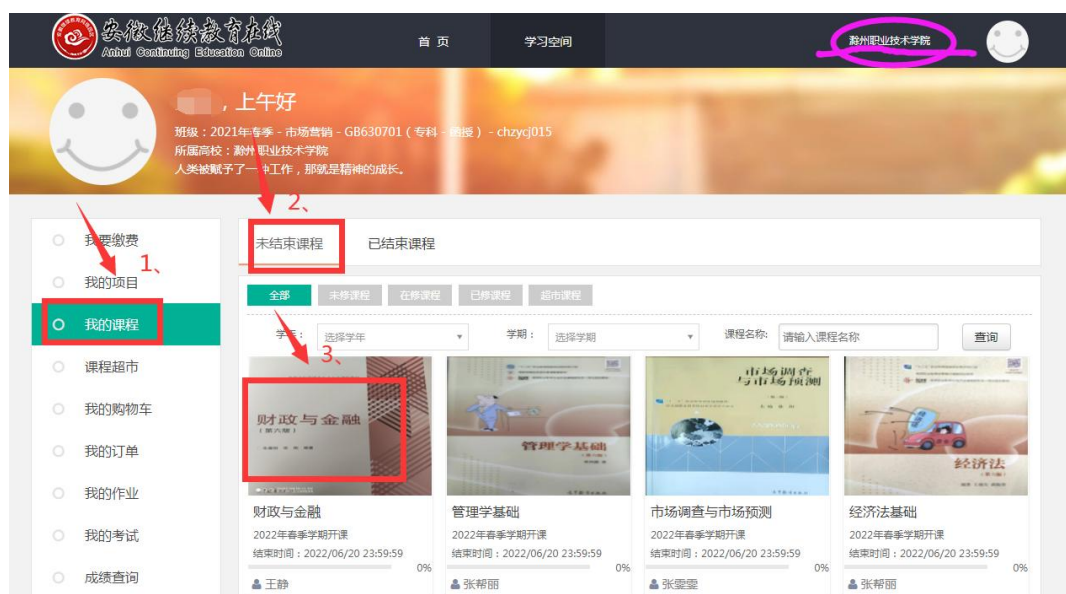 安徽继续教育在线
Anhui Continuing Education Online
首 页
学习空间
滁州职业技术学院
，上午好
班级：2021年春季 - 市场营销 - GB630701（专科 - 函授） - chzycj015
所属高校：滁州职业技术学院
人类被赋予了一种工作，那就是精神的成长。
2、
我要缴费
未结束课程
已结束课程
1、
我的项目
全部
未修课程
在修课程
已修课程
超市课程
我的课程
学年：
选择学年
学期：
选择学期
课程名称:
请输入课程名称
查询
3、
课程超市
我的购物车
我的订单
我的作业
我的考试
成绩查询
财政与金融
（第六版）
管理学基础
市场调查
与市场预测
经济法
财政与金融
2022年春季学期开课
结束时间：2022/06/20 23:59:59
0%
王静
管理学基础
2022年春季学期开课
结束时间：2022/06/20 23:59:59
0%
张帮丽
市场调查与市场预测
2022年春季学期开课
结束时间：2022/06/20 23:59:59
0%
张雯雯
经济法基础
2022年春季学期开课
结束时间：2022/06/20 23:59:59
0%
张帮丽